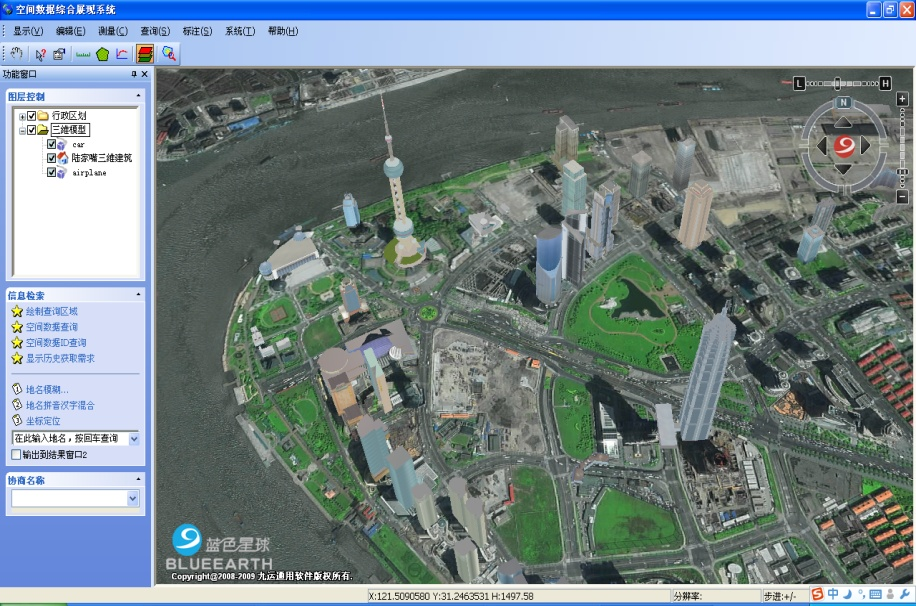 空间数据综合展现系统
显示(V) 编辑(E) 测量(C) 查询(S) 标注(S) 系统(T) 帮助(H)
功能窗口
图层控制
行政区划
三维模型
car
陆家嘴三维建筑
airplane
信息检索
绘制查询区域
空间数据查询
空间数据ID查询
显示历史获取需求
地名模糊...
地名拼音汉字混合
坐标定位
在此输入地名，按回车查询
输出到结果窗口2
协商名称
L H
N
蓝色星球
BLUEEARTH
Copyright@2008-2009 九运通用软件版权所有.
X:121.5090580 Y:31.2463531 H:1497.58 分辨率: 步进:+/-
中